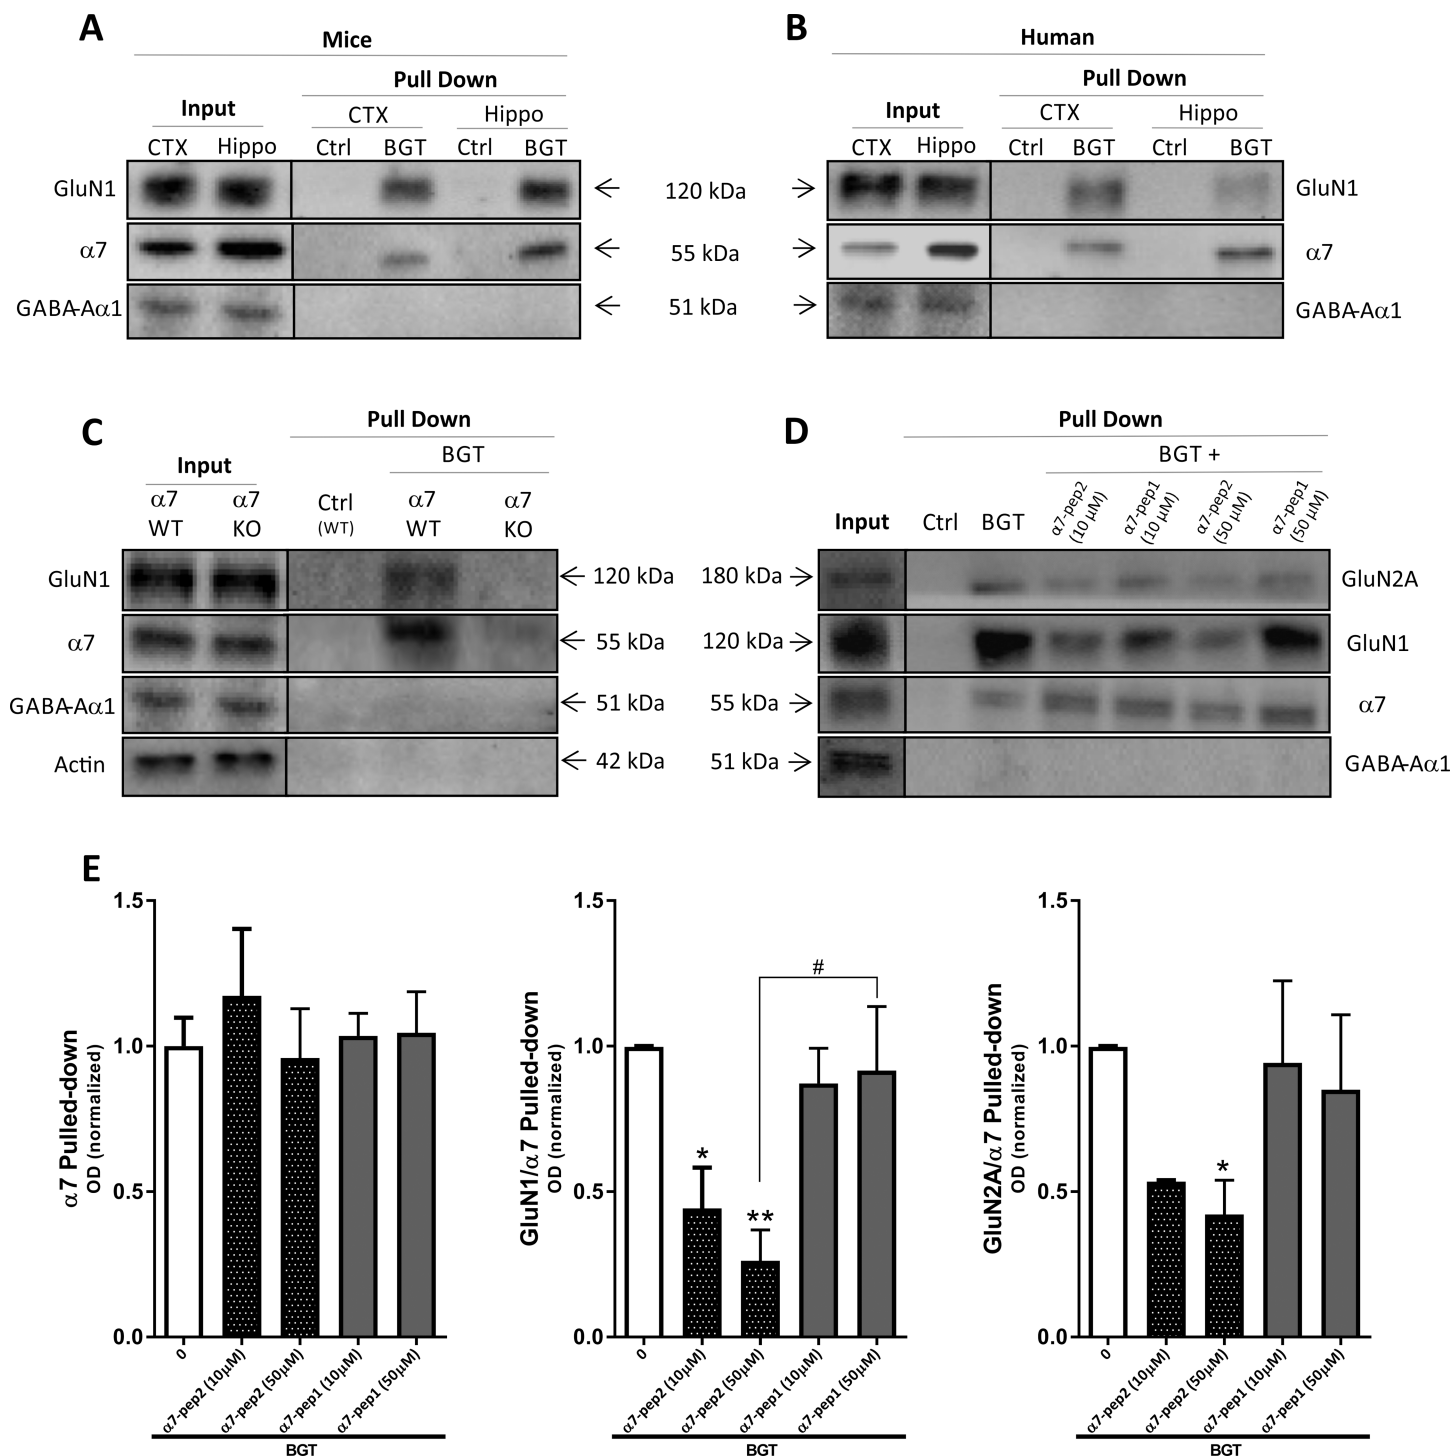 A
Mice
Pull Down
Input
CTX
Hippo
CTX Hippo Ctrl BGT Ctrl BGT
GluN1
α7
GABA-Aα1
120 kDa
55 kDa
51 kDa
B
Human
Pull Down
Input
CTX
Hippo
CTX Hippo Ctrl BGT Ctrl BGT
GluN1
α7
GABA-Aα1
C
Pull Down
BGT
Input
α7 WT
α7 KO
Ctrl (WT)
α7 WT
α7 KO
GluN1
α7
GABA-Aα1
Actin
120 kDa
55 kDa
51 kDa
42 kDa
D
Pull Down
BGT +
Input Ctrl BGT
α7-pep2 (10 µM)
α7-pep1 (10 µM)
α7-pep2 (50 µM)
α7-pep1 (50 µM)
180 kDa
120 kDa
55 kDa
51 kDa
GluN2A
GluN1
α7
GABA-Aα1
E
α7 Pulled-down
OD (normalized)
1.5
1.0
0.5
0.0
0
α7-pep2 (10µM)
α7-pep2 (50µM)
α7-pep1 (10µM)
α7-pep1 (50µM)
BGT
GluN1/α7 Pulled-down
OD (normalized)
1.5
1.0
0.5
0.0
*
**
#
0
α7-pep2 (10µM)
α7-pep2 (50µM)
α7-pep1 (10µM)
α7-pep1 (50µM)
BGT
GluN2A/α7 Pulled-down
OD (normalized)
1.5
1.0
0.5
0.0
*
0
α7-pep2 (10µM)
α7-pep2 (50µM)
α7-pep1 (10µM)
α7-pep1 (50µM)
BGT